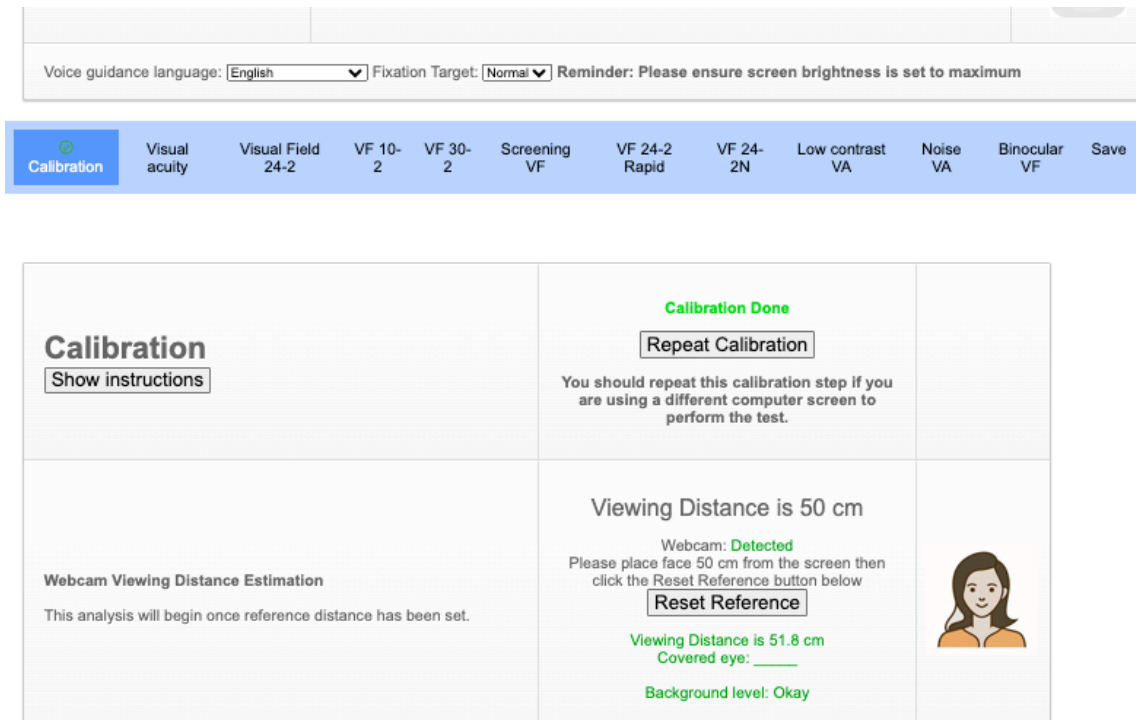 Voice guidance language: English Fixation Target: Normal Reminder: Please ensure screen brightness is set to maximum
Calibration
Visual acuity
Visual Field 24-2
VF 10-2
VF 30-2
Screening VF
VF 24-2 Rapid
VF 24-2N
Low contrast VA
Noise VA
Binocular VF
Save
Calibration
Show instructions
Calibration Done
Repeat Calibration
You should repeat this calibration step if you
are using a different computer screen to
perform the test.
Webcam Viewing Distance Estimation
This analysis will begin once reference distance has been set.
Viewing Distance is 50 cm
Webcam: Detected
Please place face 50 cm from the screen then
click the Reset Reference button below
Reset Reference
Viewing Distance is 51.8 cm
Covered eye: _____
Background level: Okay